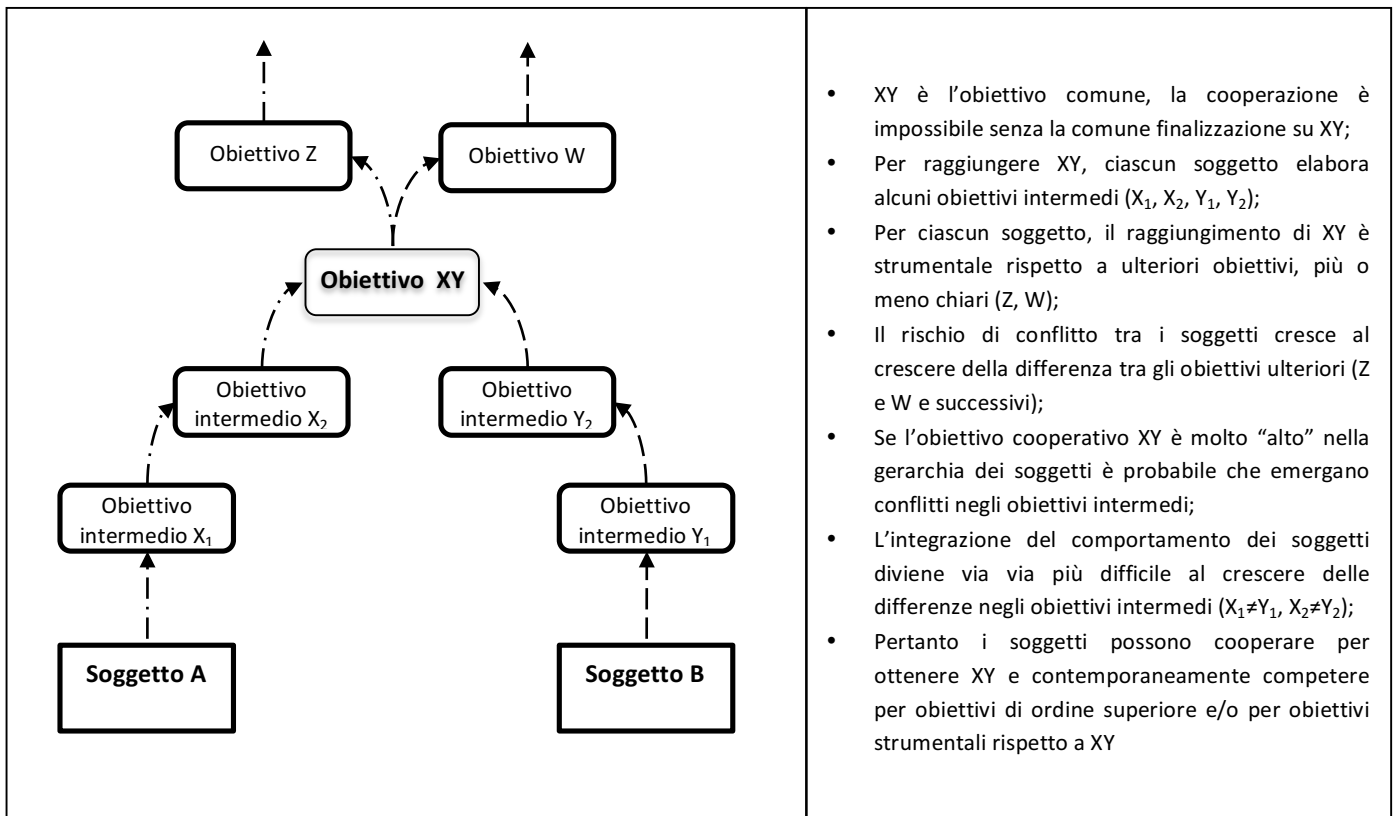 Obiettivo Z
Obiettivo W
Obiettivo XY
Obiettivo
intermedio X₂
Obiettivo
intermedio Y₂
Obiettivo
intermedio X₁
Obiettivo
intermedio Y₁
Soggetto A
Soggetto B
• XY è l’obiettivo comune, la cooperazione è
impossibile senza la comune finalizzazione su XY;
• Per raggiungere XY, ciascun soggetto elabora
alcuni obiettivi intermedi (X₁, X₂, Y₁, Y₂);
• Per ciascun soggetto, il raggiungimento di XY è
strumentale rispetto a ulteriori obiettivi, più o
meno chiari (Z, W);
• Il rischio di conflitto tra i soggetti cresce al
crescere della differenza tra gli obiettivi ulteriori (Z
e W e successivi);
• Se l’obiettivo cooperativo XY è molto “alto” nella
gerarchia dei soggetti è probabile che emergano
conflitti negli obiettivi intermedi;
• L’integrazione del comportamento dei soggetti
diviene via via più difficile al crescere delle
differenze negli obiettivi intermedi (X₁≠Y₁, X₂≠Y₂);
• Pertanto i soggetti possono cooperare per
ottenere XY e contemporaneamente competere
per obiettivi di ordine superiore e/o per obiettivi
strumentali rispetto a XY